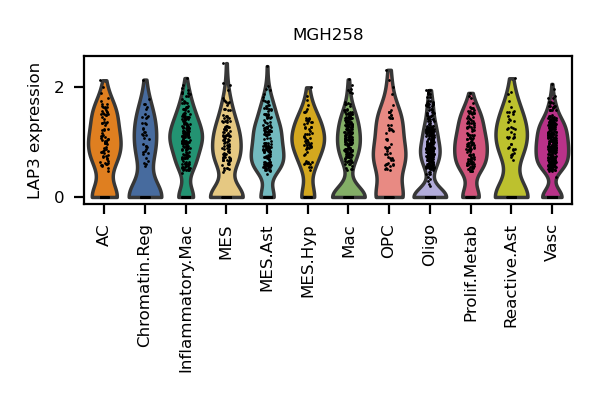 MGH258
LAP3 expression
2
0
AC
Chromatin.Reg
Inflammatory.Mac
MES
MES.Ast
MES.Hyp
Mac
OPC
Oligo
Prolif.Metab
Reactive.Ast
Vasc